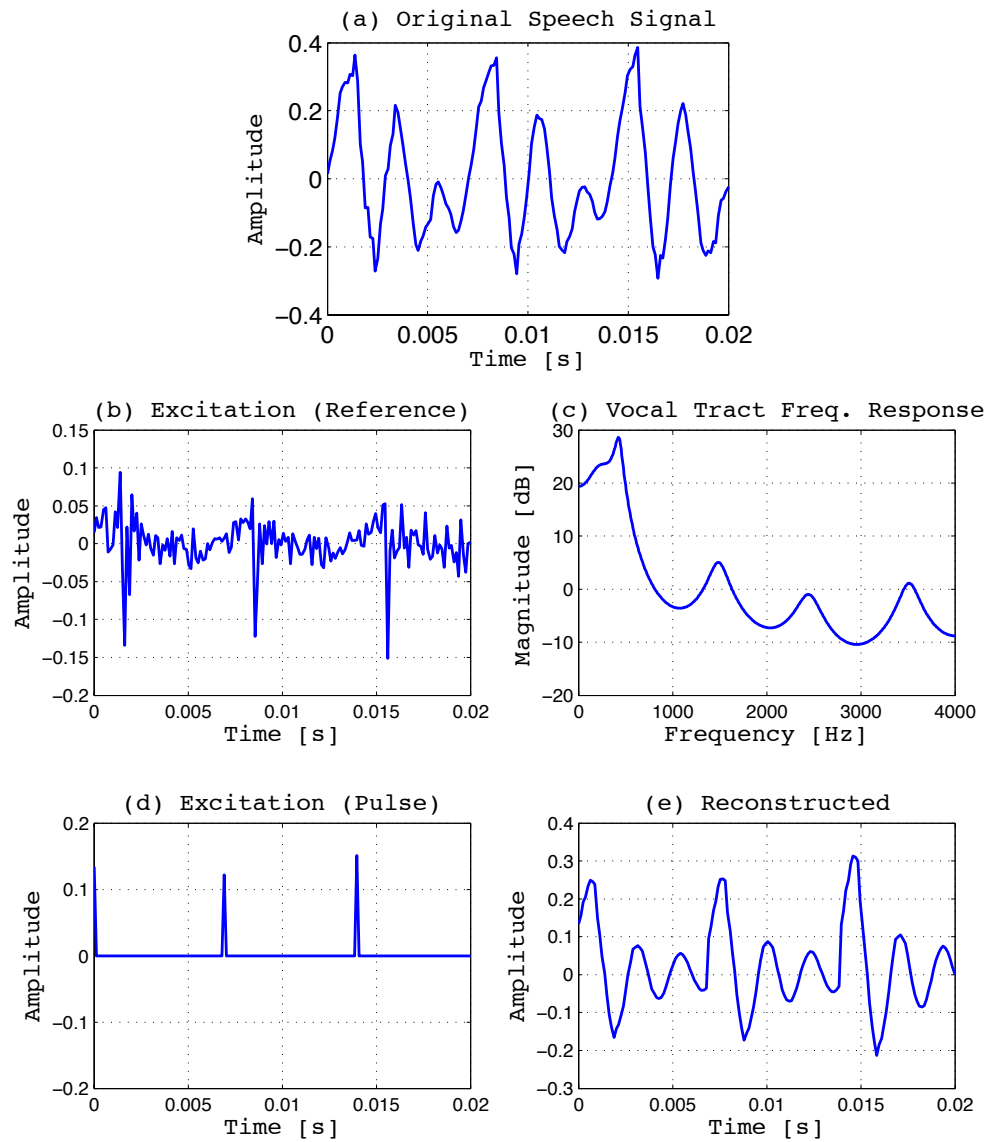 (a) Original Speech Signal
0.4
0.2
0
−0.2
−0.4
Amplitude
0 0.005 0.01 0.015 0.02
Time [s]
(b) Excitation (Reference)
0.15
0.1
0.05
0
−0.05
−0.1
−0.15
−0.2
Amplitude
0 0.005 0.01 0.015 0.02
Time [s]
(c) Vocal Tract Freq. Response
30
20
10
0
−10
−20
Magnitude [dB]
0 1000 2000 3000 4000
Frequency [Hz]
(d) Excitation (Pulse)
0.2
0.1
0
−0.1
−0.2
Amplitude
0 0.005 0.01 0.015 0.02
Time [s]
(e) Reconstructed
0.4
0.3
0.2
0.1
0
−0.1
−0.2
−0.3
Amplitude
0 0.005 0.01 0.015 0.02
Time [s]